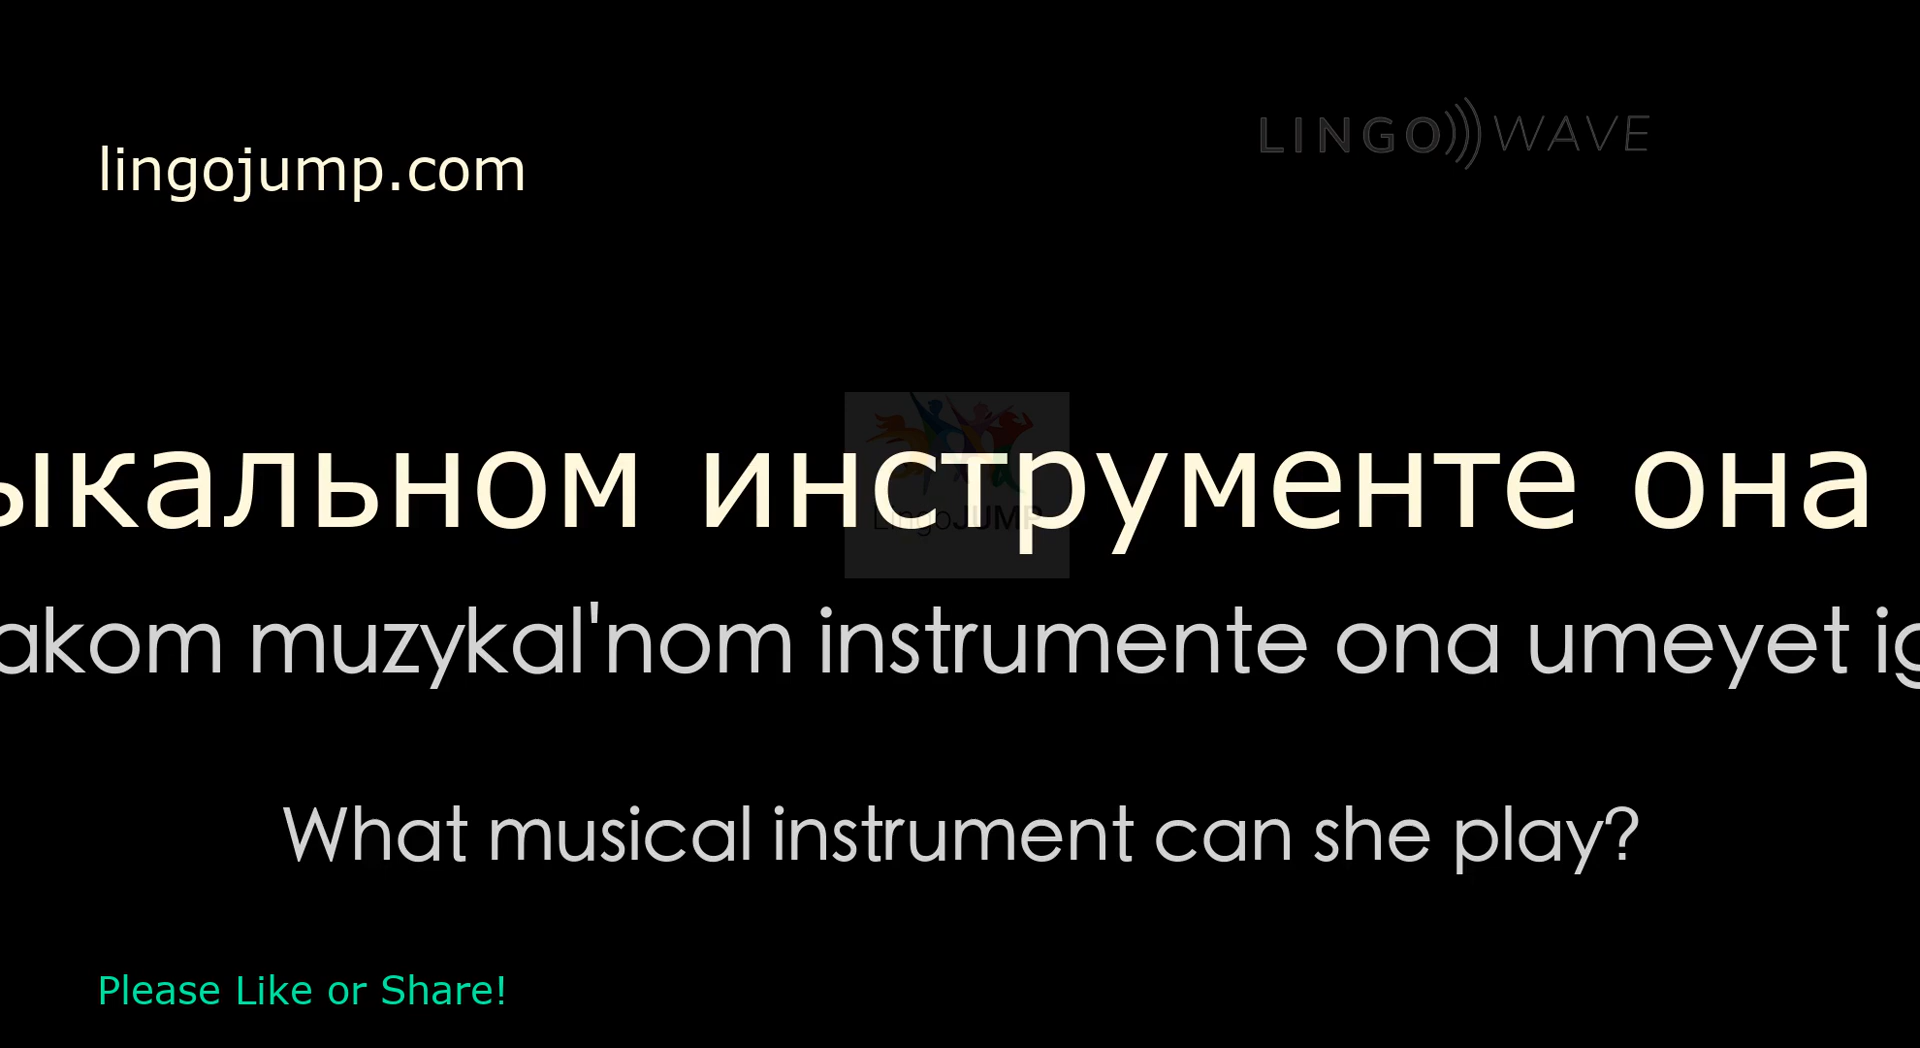 lingojump.com
LINGO WAVE
ыкальном инструменте она
LingoJUMP
akom muzykal'nom instrumente ona umeyet ig
What musical instrument can she play?
Please Like or Share!